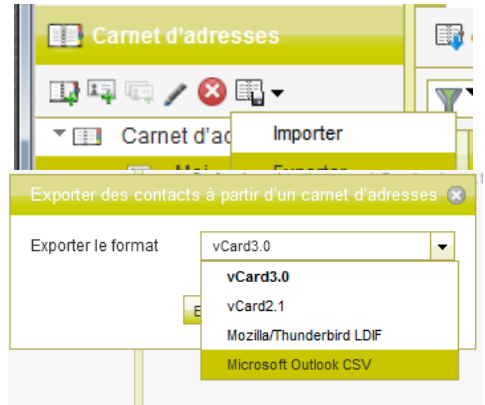 Carnet d'adresses
Carnet d'ad
Importer
Exporter des contacts à partir d'un carnet d'adresses
Exporter le format
vCard3.0
vCard3.0
vCard2.1
E
Mozilla/Thunderbird LDIF
Microsoft Outlook CSV